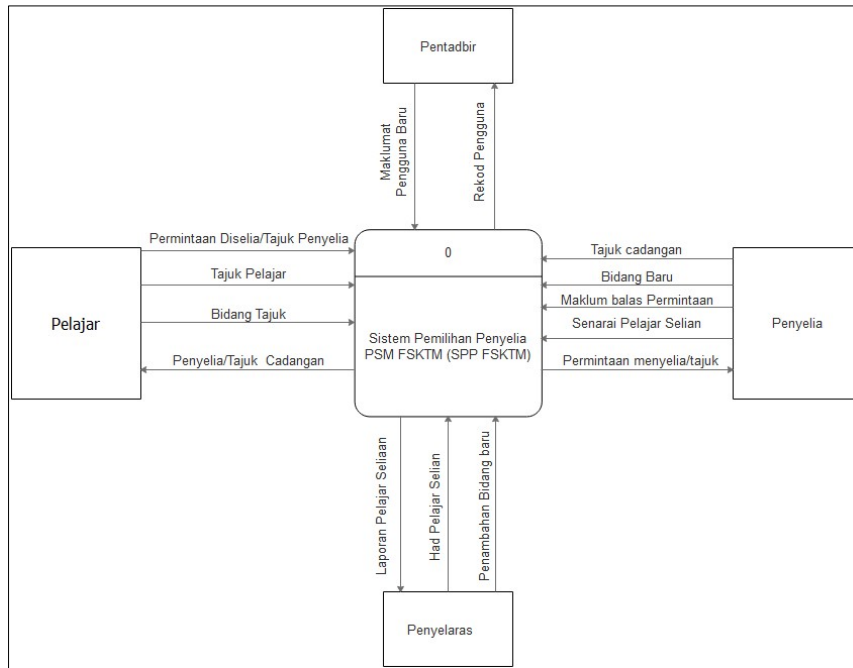 Pentadbir
Maklumat
Pengguna Baru
Rekod Pengguna
Permintaan Diselia/Tajuk Penyelia
Tajuk Pelajar
Bidang Tajuk
Penyelia/Tajuk Cadangan
Pelajar
0
Sistem Pemilihan Penyelia
PSM FSKTM (SPP FSKTM)
Tajuk cadangan
Bidang Baru
Maklum balas Permintaan
Senarai Pelajar Selian
Permintaan menyelia/tajuk
Penyelia
Laporan Pelajar Seliaan
Had Pelajar Selian
Penambahan Bidang baru
Penyelaras